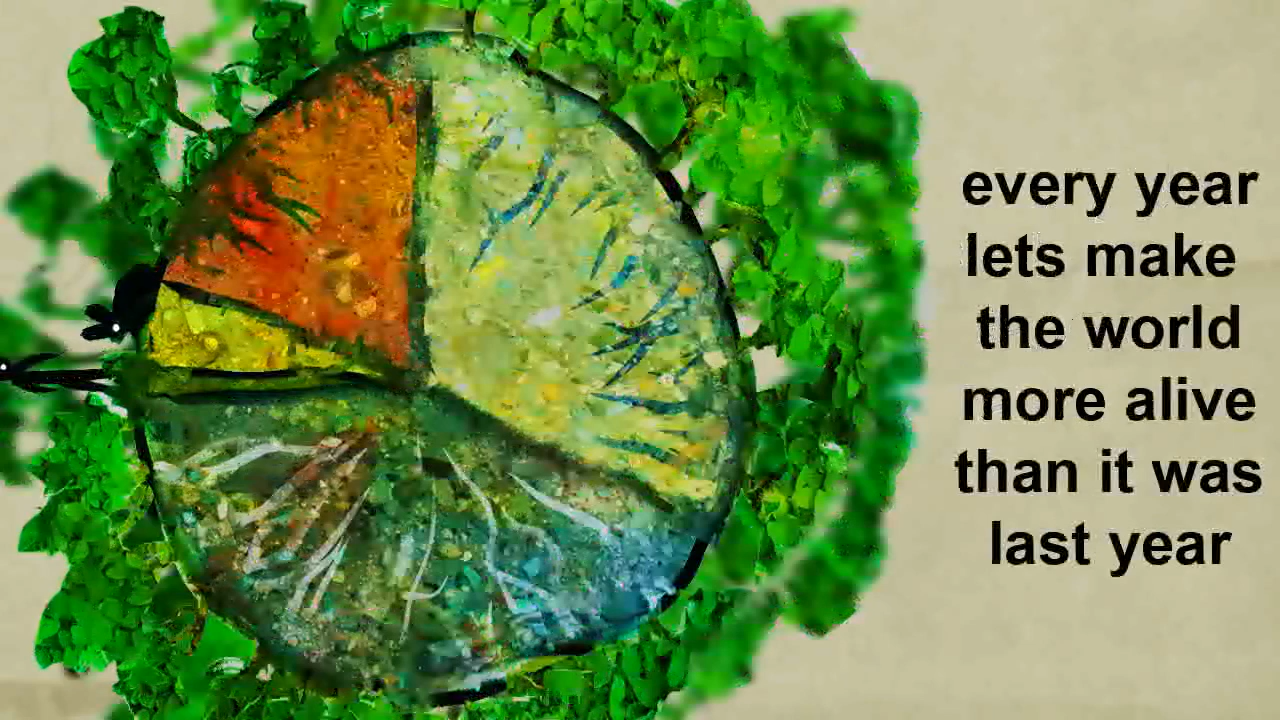 every year
lets make
the world
more alive
than it was
last year